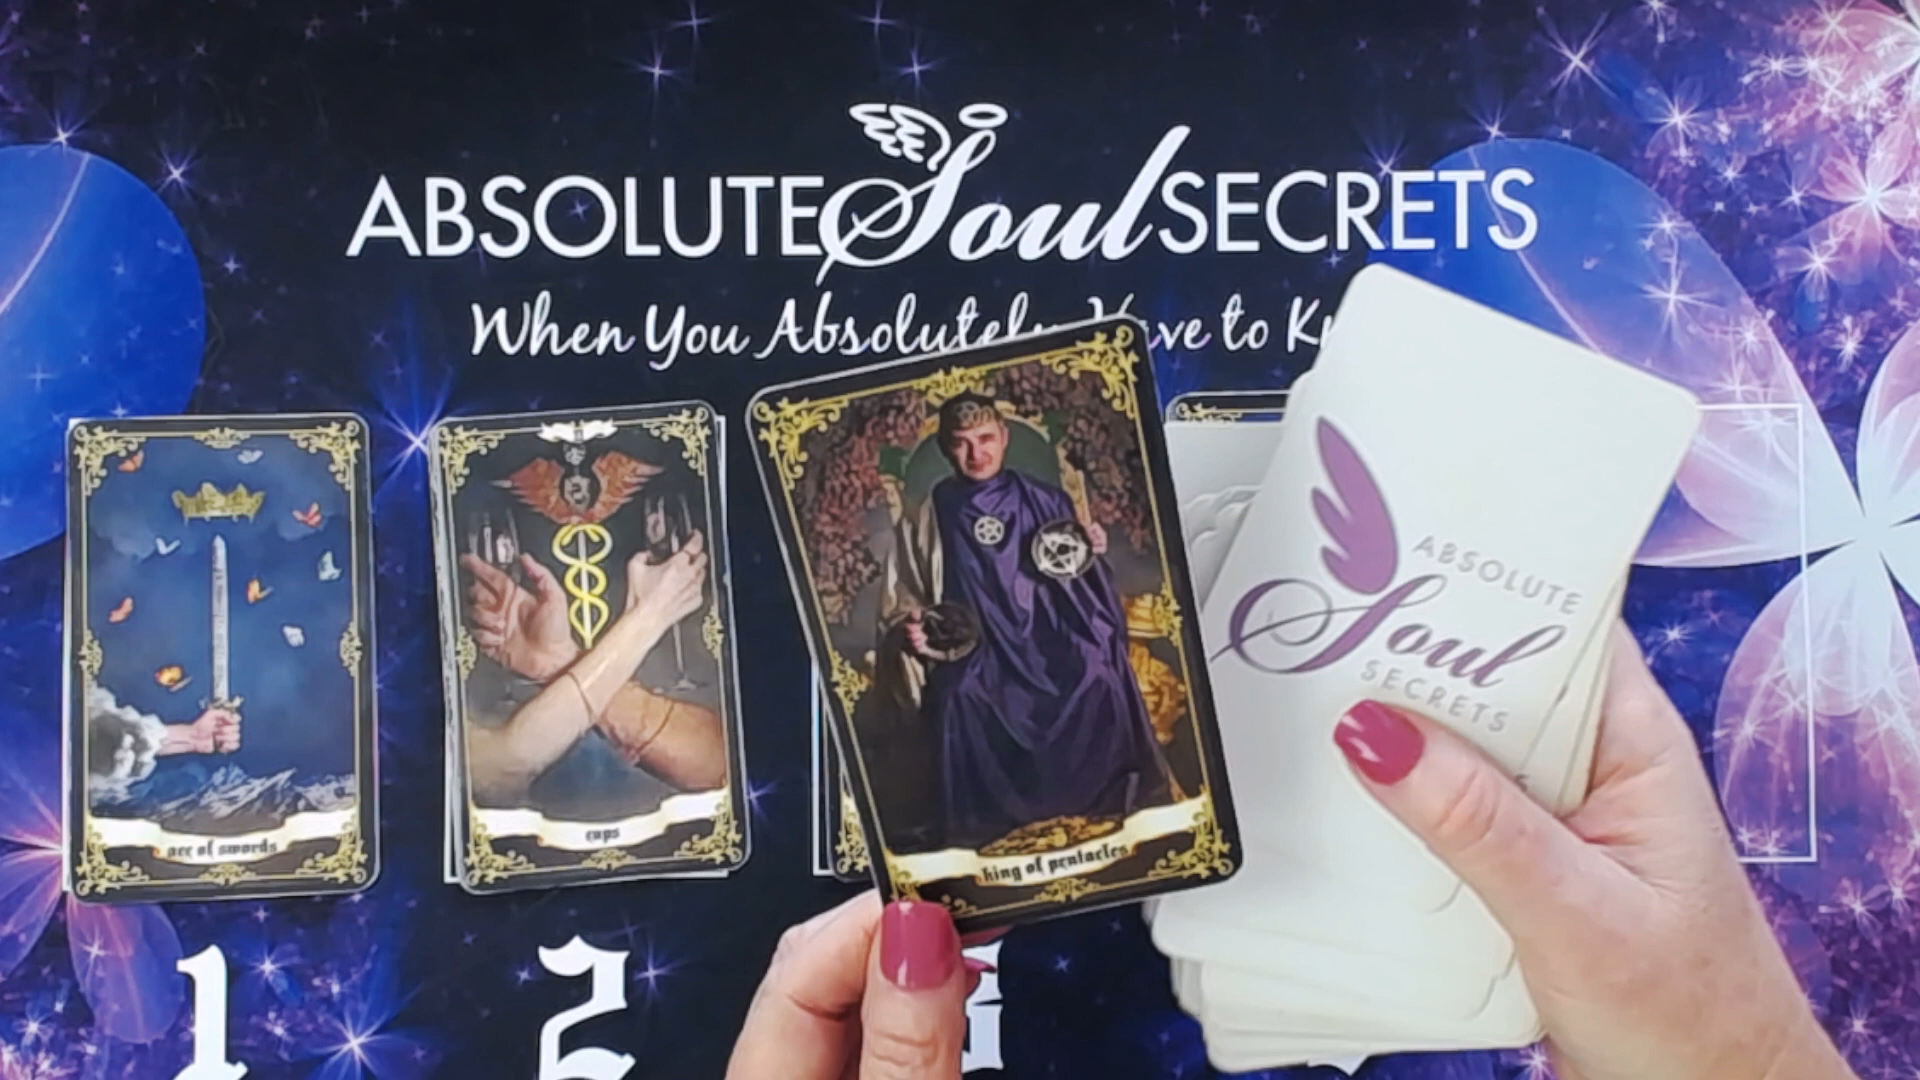 ABSOLUTE Soul SECRETS
When You Absolutely Have to
ABSOLUTE
Soul
SECRETS
ace of swords
cups
king of pentacles
1
2